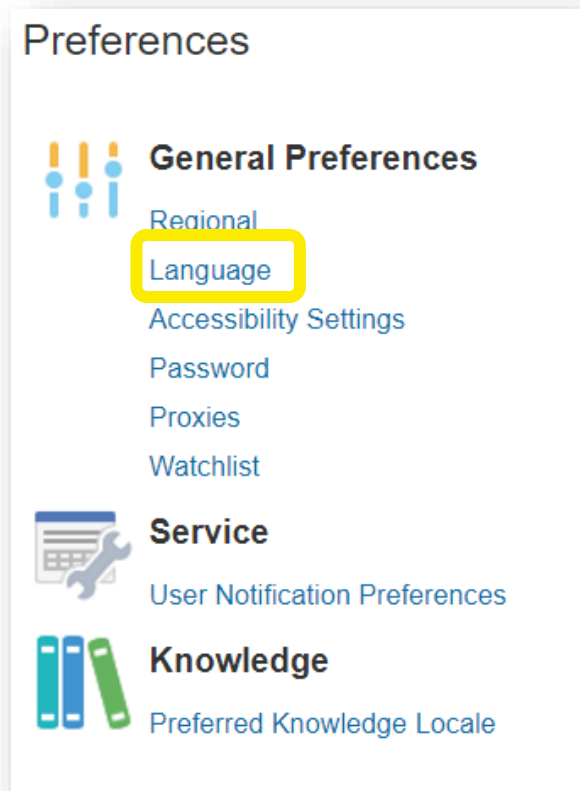 Preferences
General Preferences
Regional
Language
Accessibility Settings
Password
Proxies
Watchlist
Service
User Notification Preferences
Knowledge
Preferred Knowledge Locale